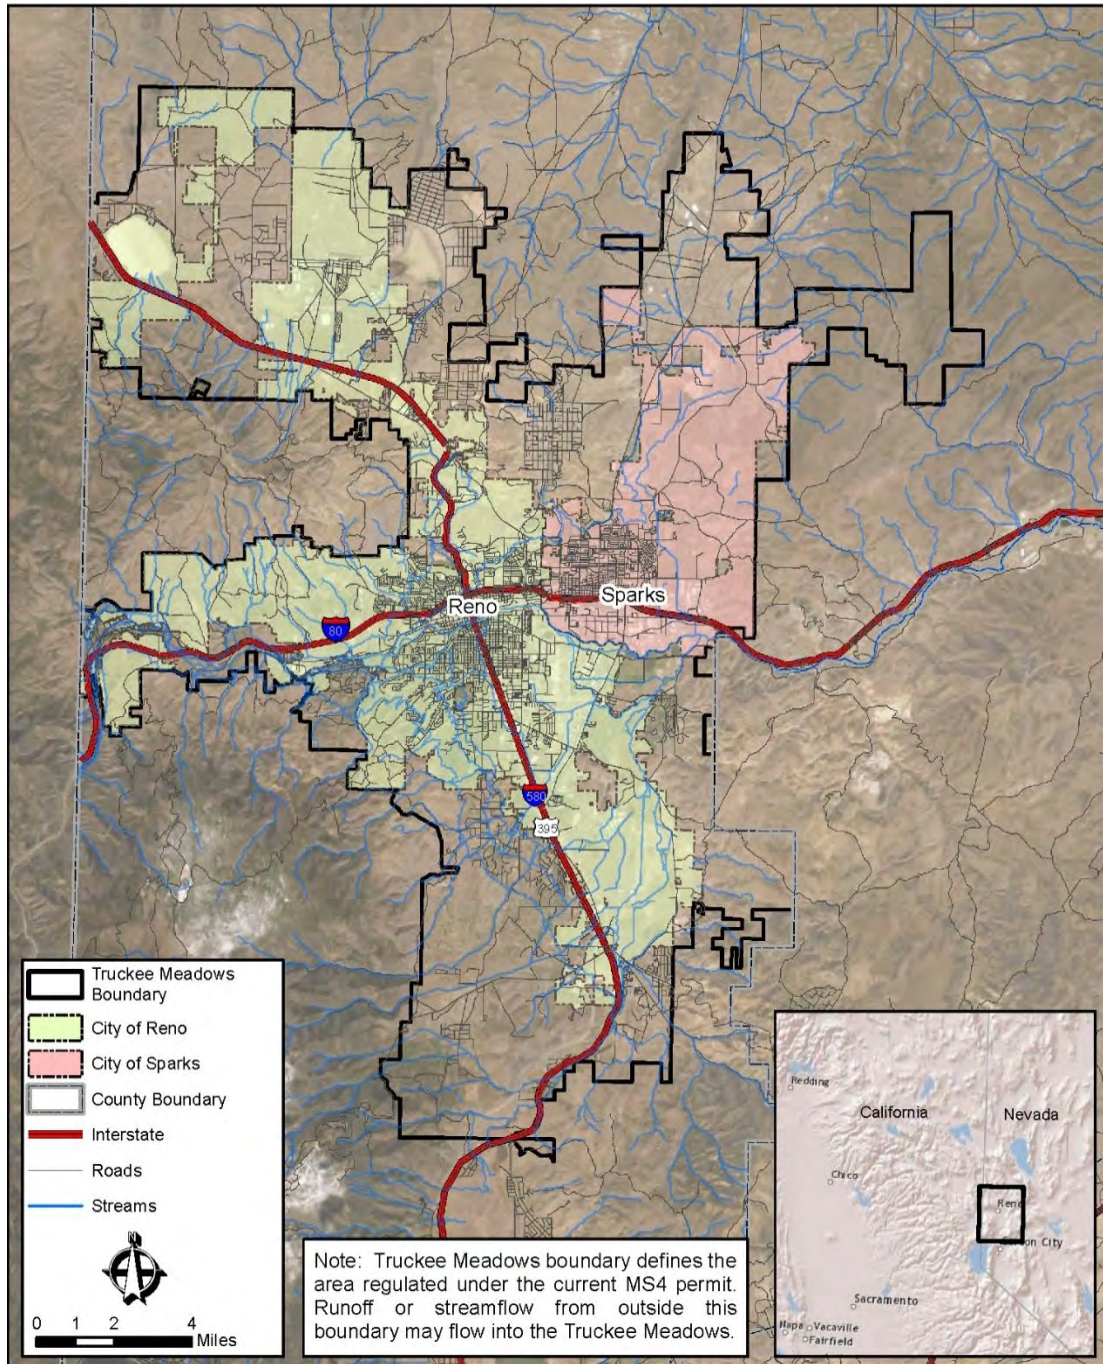 Reno
Sparks
80
580
395
Truckee Meadows
Boundary
City of Reno
City of Sparks
County Boundary
Interstate
Roads
Streams
N
0 1 2 4
Miles
Note: Truckee Meadows boundary defines the
area regulated under the current MS4 permit.
Runoff or streamflow from outside this
boundary may flow into the Truckee Meadows.
Redding
California
Nevada
Chico
Reno
Carson City
Sacramento
Napa
Vacaville
Fairfield